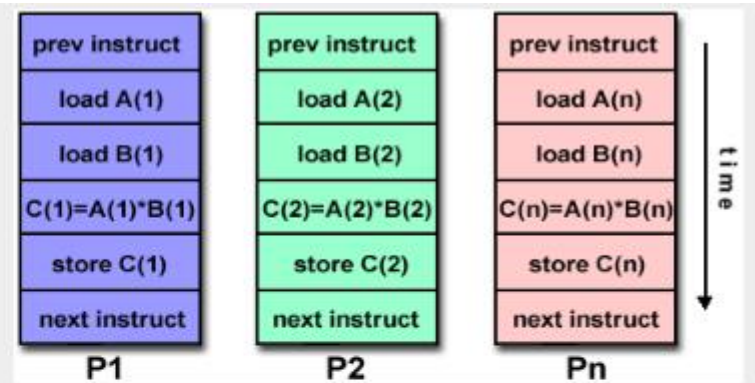 prev instruct
load A(1)
load B(1)
C(1)=A(1)*B(1)
store C(1)
next instruct
P1
prev instruct
load A(2)
load B(2)
C(2)=A(2)*B(2)
store C(2)
next instruct
P2
prev instruct
load A(n)
load B(n)
C(n)=A(n)*B(n)
store C(n)
next instruct
Pn
time